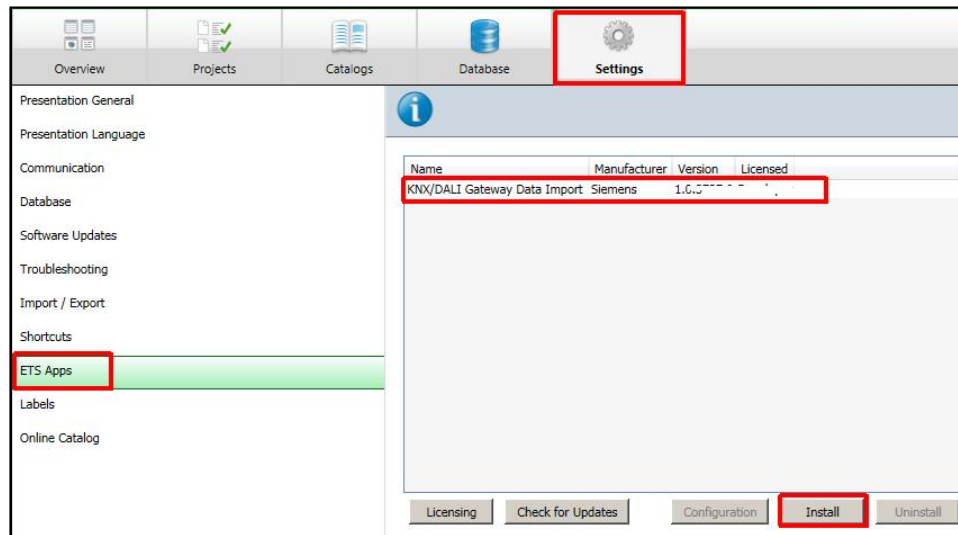 Overview Projects Catalogs Database Settings
Presentation General
Presentation Language
Communication
Database
Software Updates
Troubleshooting
Import / Export
Shortcuts
ETS Apps
Labels
Online Catalog
Name Manufacturer Version Licensed
KNX/DALI Gateway Data Import Siemens
Licensing Check for Updates Configuration Install Uninstall